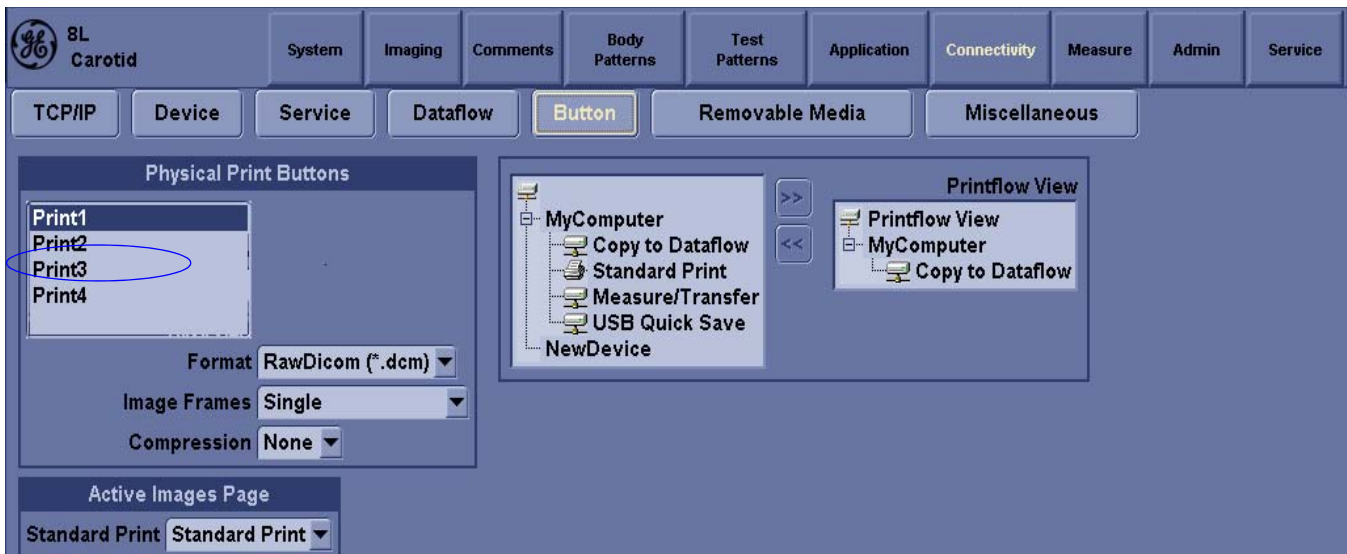 8L
Carotid
System
Imaging
Comments
Body
Patterns
Test
Patterns
Application
Connectivity
Measure
Admin
Service
TCP/IP
Device
Service
Dataflow
Button
Removable Media
Miscellaneous
Physical Print Buttons
Print1
Print2
Print3
Print4
Format RawDicom (*.dcm)
Image Frames Single
Compression None
Active Images Page
Standard Print Standard Print
MyComputer
Copy to Dataflow
Standard Print
Measure/Transfer
USB Quick Save
NewDevice
>>
<<
Printflow View
Printflow View
MyComputer
Copy to Dataflow